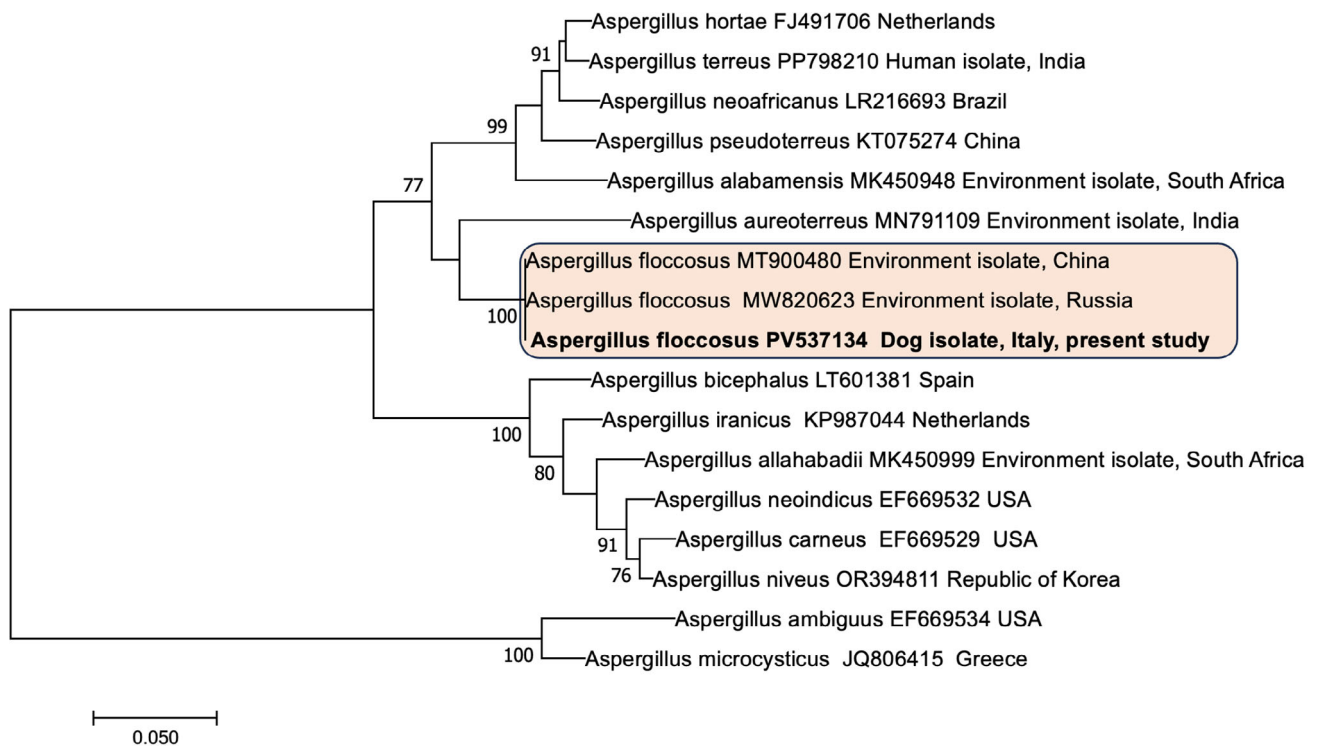 Aspergillus hortae FJ491706 Netherlands
91
Aspergillus terreus PP798210 Human isolate, India
Aspergillus neoafricanus LR216693 Brazil
99
Aspergillus pseudoterreus KT075274 China
77
Aspergillus alabamensis MK450948 Environment isolate, South Africa
Aspergillus aureoterreus MN791109 Environment isolate, India
Aspergillus floccosus MT900480 Environment isolate, China
Aspergillus floccosus MW820623 Environment isolate, Russia
100
Aspergillus floccosus PV537134 Dog isolate, Italy, present study
Aspergillus bicephalus LT601381 Spain
Aspergillus iranicus KP987044 Netherlands
100
Aspergillus allahabadii MK450999 Environment isolate, South Africa
80
Aspergillus neoindicus EF669532 USA
Aspergillus carneus EF669529 USA
91
76
Aspergillus niveus OR394811 Republic of Korea
Aspergillus ambiguus EF669534 USA
100
Aspergillus microcysticus JQ806415 Greece
0.050